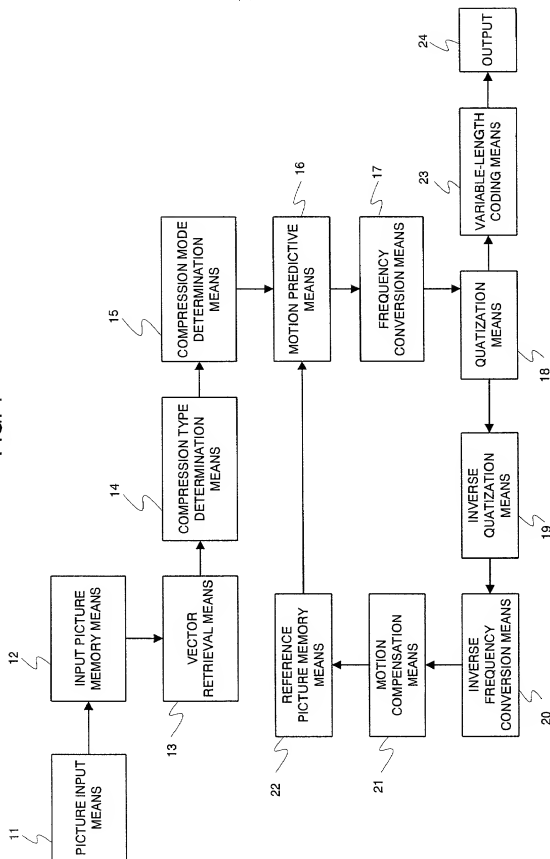 11
PICTURE INPUT
MEANS
12
INPUT PICTURE
MEMORY MEANS
VECTOR
RETRIEVAL MEANS
13
14
COMPRESSION TYPE
DETERMINATION
MEANS
15
COMPRESSION MODE
DETERMINATION
MEANS
16
MOTION PREDICTIVE
MEANS
17
FREQUENCY
CONVERSION MEANS
QUATIZATION
MEANS
18
INVERSE
QUATIZATION
MEANS
19
INVERSE
FREQUENCY
CONVERSION MEANS
20
MOTION
COMPENSATION
MEANS
21
REFERENCE
PICTURE MEMORY
MEANS
22
23
VARIABLE-LENGTH
CODING MEANS
24
OUTPUT